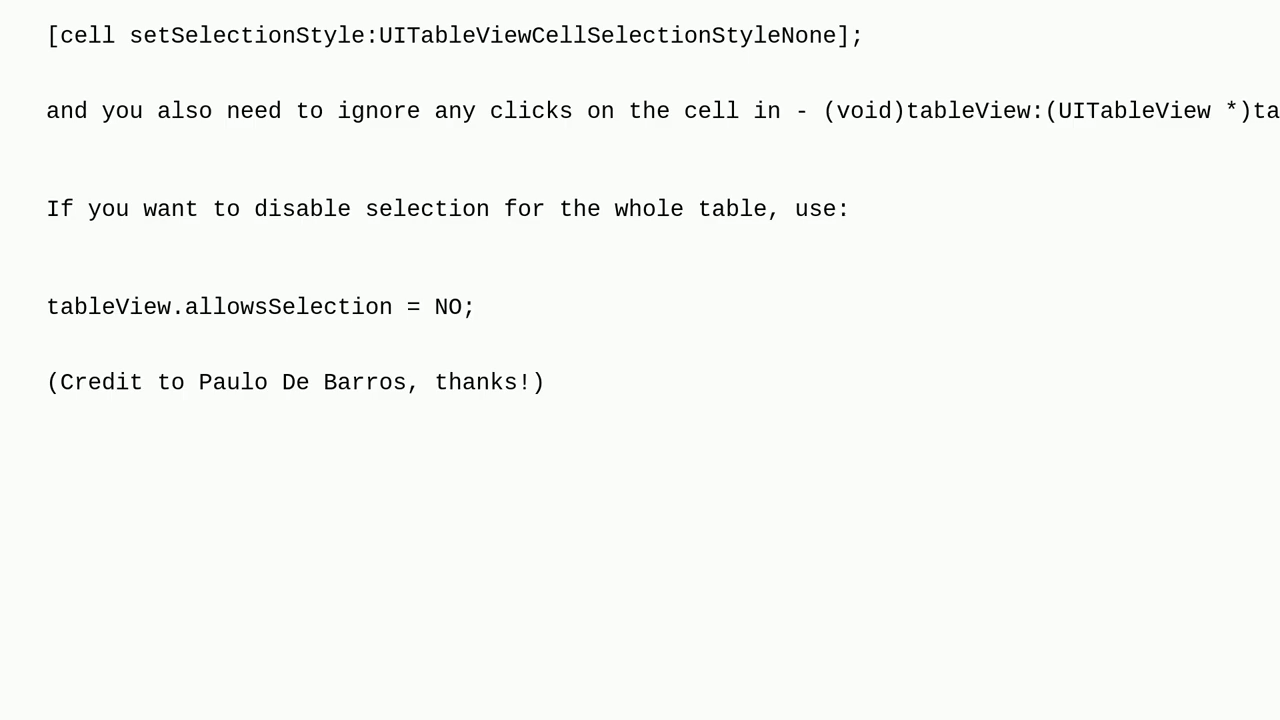 [cell setSelectionStyle:UITableViewCellSelectionStyleNone];
and you also need to ignore any clicks on the cell in - (void)tableView:(UITableView *)ta
If you want to disable selection for the whole table, use:
tableView.allowsSelection = NO;
(Credit to Paulo De Barros, thanks!)